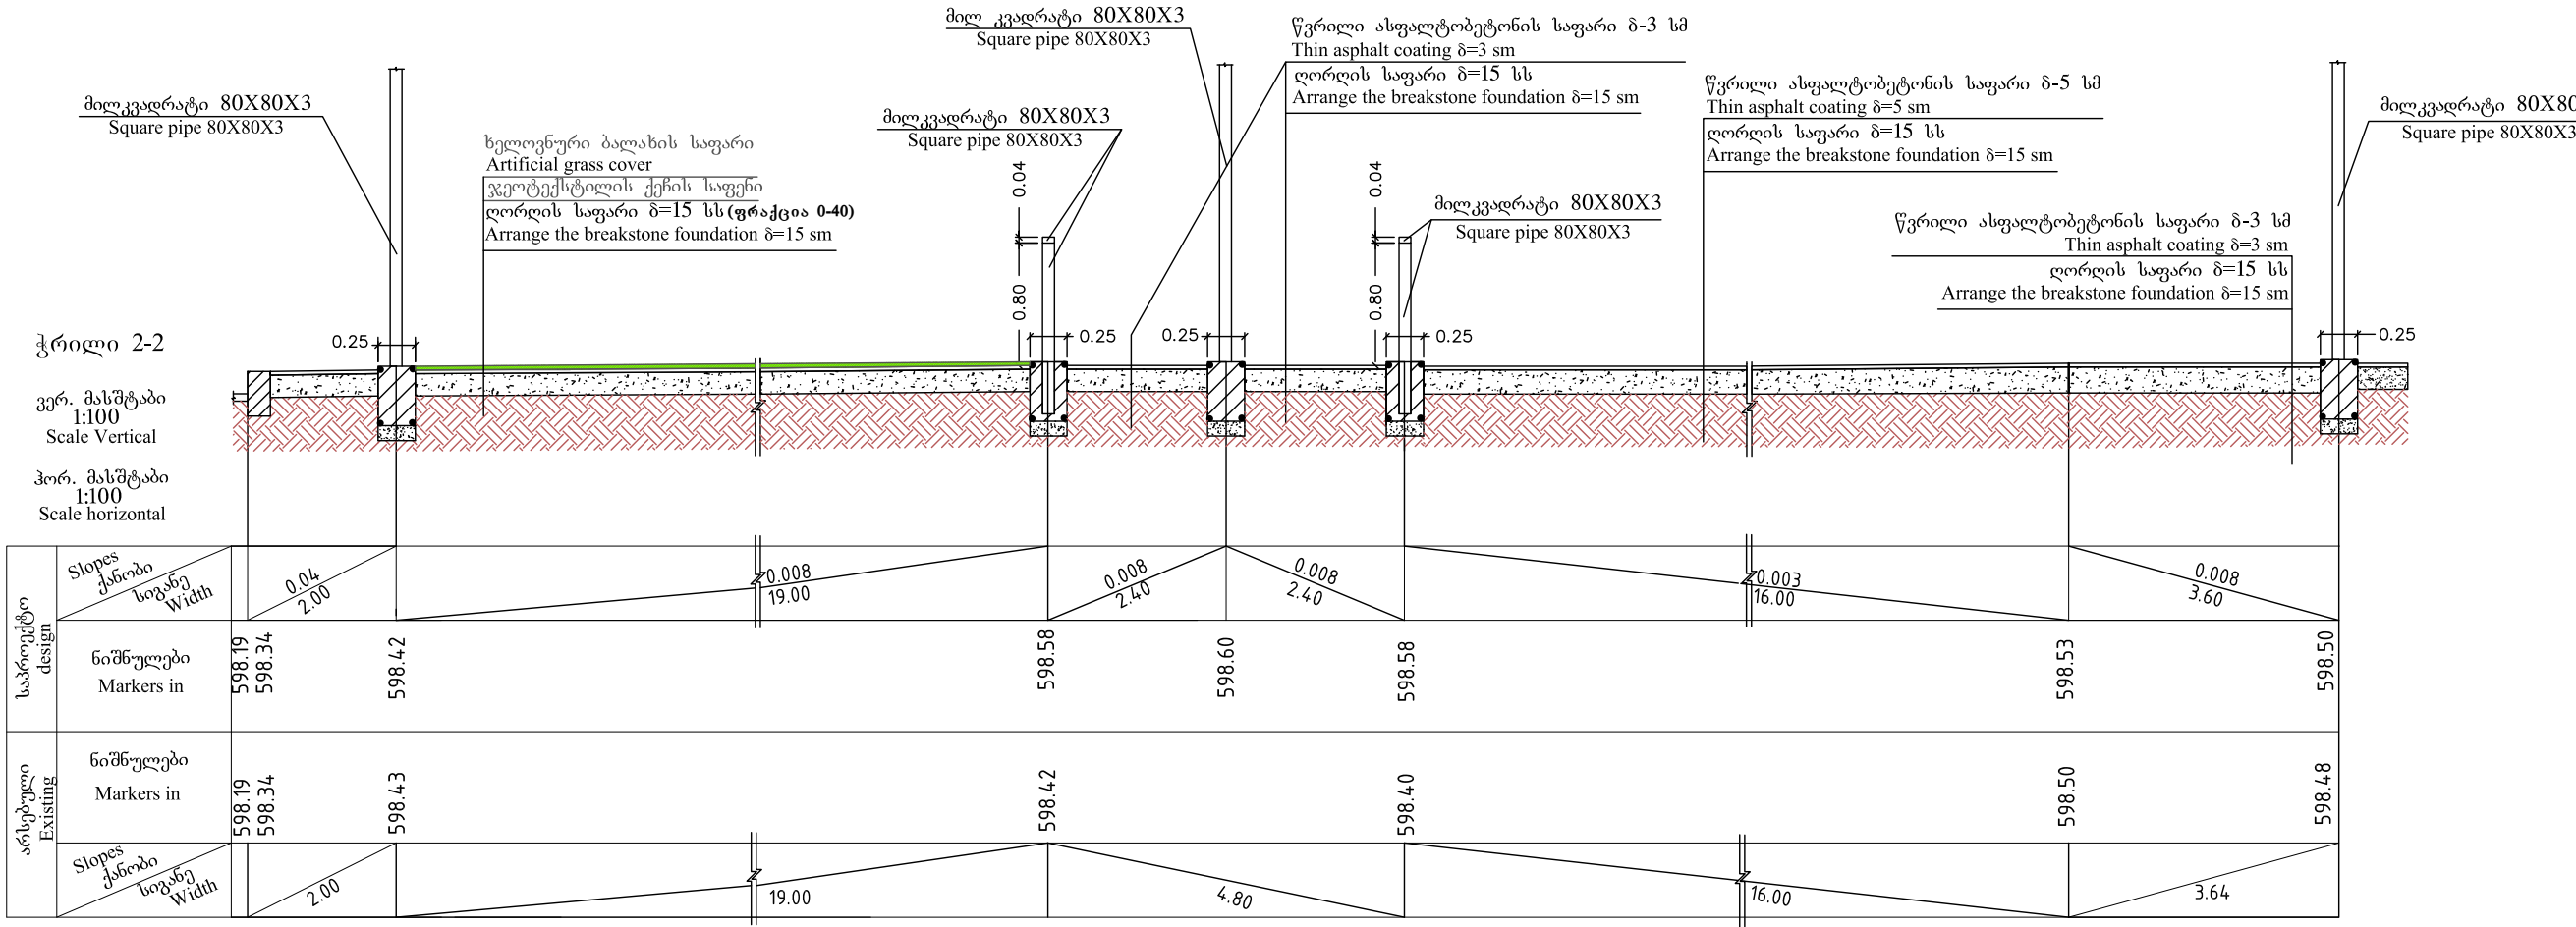 მილ კვადრატი 80X80X3
Square pipe 80X80X3
წვრილი ასფალტობეტონის საფარი δ-3 სმ
Thin asphalt coating δ=3 sm
ღორღის საფარი δ=15 სს
Arrange the breakstone foundation δ=15 sm
წვრილი ასფალტობეტონის საფარი δ-5 სმ
Thin asphalt coating δ=5 sm
ღორღის საფარი δ=15 სს
Arrange the breakstone foundation δ=15 sm
მილკვადრატი 80X80
Square pipe 80X80X3
მილკვადრატი 80X80X3
Square pipe 80X80X3
მილკვადრატი 80X80X3
Square pipe 80X80X3
ხელოვნური ბალახის საფარი
Artificial grass cover
ჯეოტექსტილის ქეჩის საფენი
ღორღის საფარი δ=15 სს (ფრაქცია 0-40)
Arrange the breakstone foundation δ=15 sm
მილკვადრატი 80X80X3
Square pipe 80X80X3
წვრილი ასფალტობეტონის საფარი δ-3 სმ
Thin asphalt coating δ=3 sm
ღორღის საფარი δ=15 სს
Arrange the breakstone foundation δ=15 sm
0.04
0.80
0.04
0.80
0.25
0.25
0.25
0.25
0.25
ჭრილი 2-2
ვერ. მასშტაბი
1:100
Scale Vertical
ჰორ. მასშტაბი
1:100
Scale horizontal
საპროექტო
design
Slopes
ქანობი
სიგანე
Width
0.04
2.00
0.008
19.00
0.008
2.40
0.008
2.40
0.003
16.00
0.008
3.60
ნიშნულები
Markers in
598.19
598.34
598.42
598.58
598.60
598.58
598.53
598.50
არსებული
Existing
ნიშნულები
Markers in
598.19
598.34
598.43
598.42
598.40
598.50
598.48
Slopes
ქანობი
სიგანე
Width
2.00
19.00
4.80
16.00
3.64